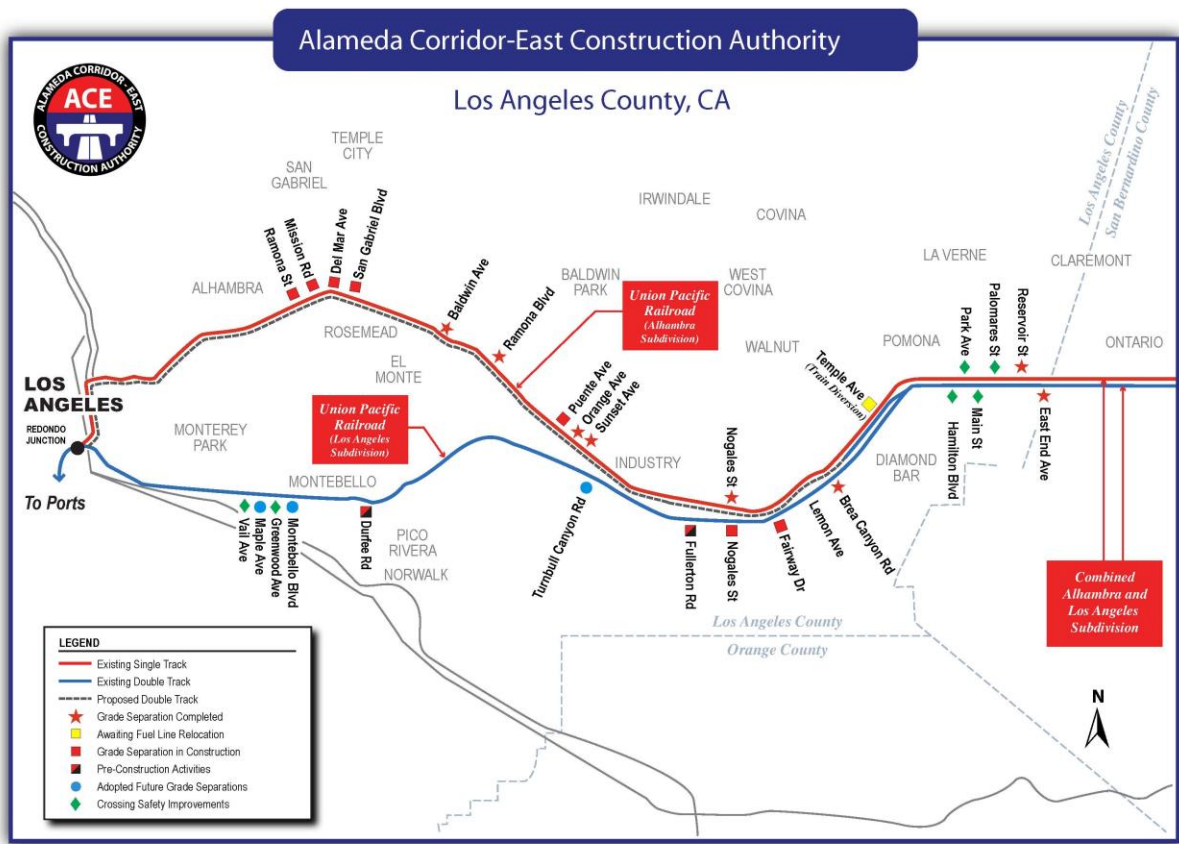 Alameda Corridor-East Construction Authority
Los Angeles County, CA
ALAMEDA CORRIDOR - EAST
ACE
CONSTRUCTION AUTHORITY
TEMPLE
CITY
SAN
GABRIEL
IRWINDALE
COVINA
Los Angeles County
San Bernardino County
LA VERNE
CLAREMONT
ALHAMBRA
Ramona St
Mission Rd
Del Mar Ave
San Gabriel Blvd
ROSEMEAD
Baldwin Ave
Ramona Blvd
BALDWIN
PARK
Union Pacific
Railroad
(Alhambra
Subdivision)
WEST
COVINA
WALNUT
POMONA
Park Ave
Palomares St
Reservoir St
ONTARIO
EL
MONTE
Puente Ave
Orange Ave
Sunset Ave
Temple Ave
(Train Diversion)
LOS
ANGELES
REDONDO
JUNCTION
To Ports
MONTEREY
PARK
Union Pacific
Railroad
(Los Angeles
Subdivision)
MONTEBELLO
INDUSTRY
Nogales St
DIAMOND
BAR
Hamilton Blvd
Main St
East End Ave
Vail Ave
Maple Ave
Greenwood Ave
Montebello Blvd
Durfee Rd
PICO
RIVERA
NORWALK
Turnbull Canyon Rd
Fullerton Rd
Nogales St
Fairway Dr
Lemon Ave
Brea Canyon Rd
Combined
Alhambra and
Los Angeles
Subdivision
Los Angeles County
Orange County
N
LEGEND
Existing Single Track
Existing Double Track
Proposed Double Track
Grade Separation Completed
Awaiting Fuel Line Relocation
Grade Separation in Construction
Pre-Construction Activities
Adopted Future Grade Separations
Crossing Safety Improvements